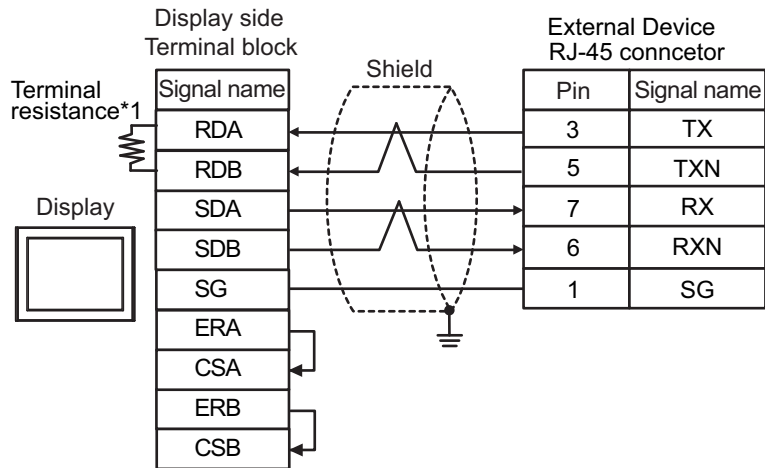 Display side
Terminal block
External Device
RJ-45 conncetor
Shield
Terminal
resistance*1
Signal name
Pin Signal name
RDA 3 TX
RDB 5 TXN
Display
SDA 7 RX
SDB 6 RXN
SG 1 SG
ERA
CSA
ERB
CSB